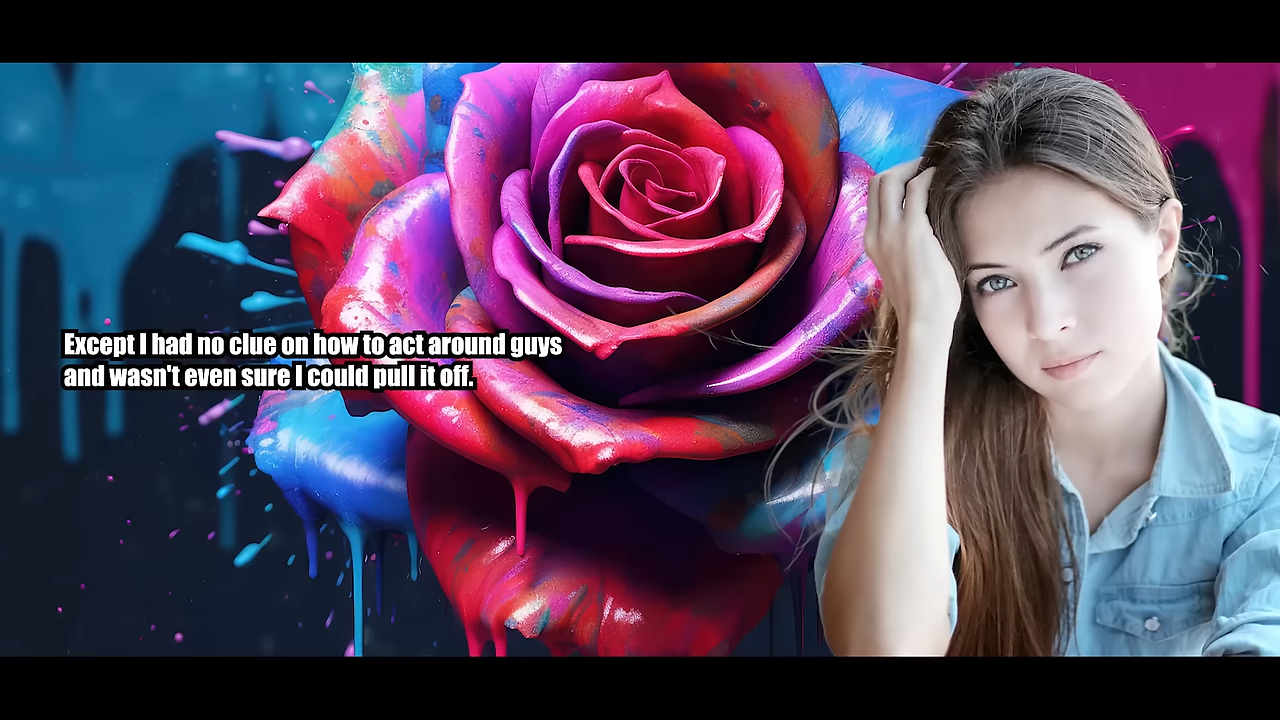 Except I had no clue on how to act around guys
and wasn't even sure I could pull it off.